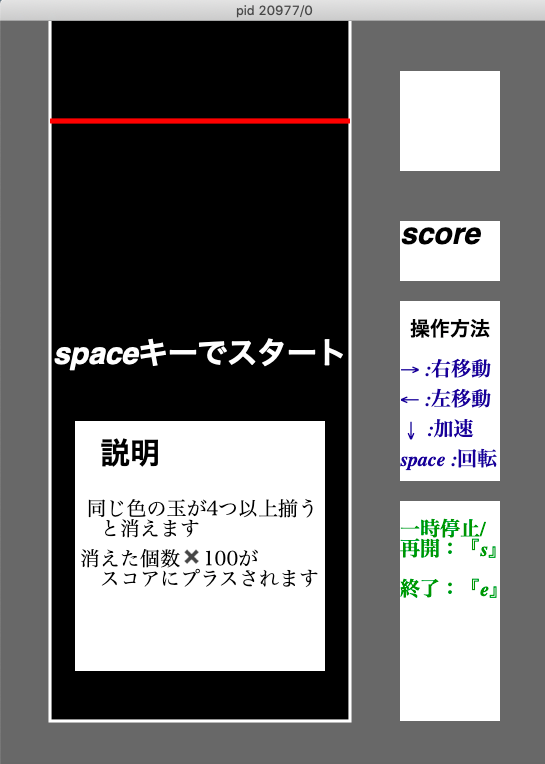 pid 20977/0
spaceキーでスタート
説明
同じ色の玉が4つ以上揃う
と消えます
消えた個数✖100が
スコアにプラスされます
score
操作方法
→ :右移動
← :左移動
↓ :加速
space :回転
一時停止/
再開：『s』
終了：『e』